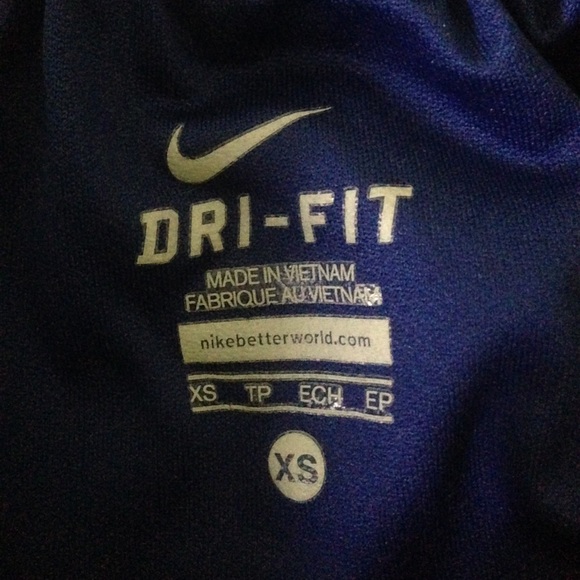 DRI-FIT
MADE IN VIETNAM
FABRIQUE AU VIETNAM
nikebetterworld.com
XS TP ECH EP
XS